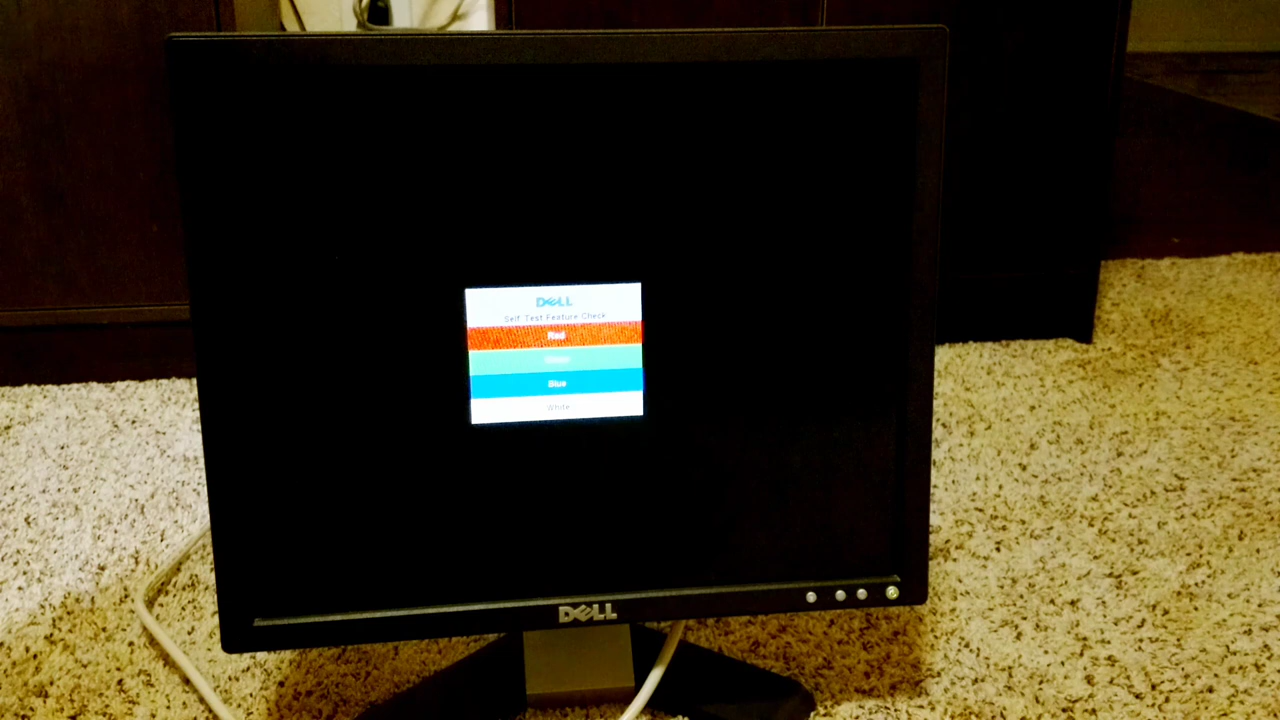 DELL
Self-Test Feature Check
Red
Green
Blue
White
DELL